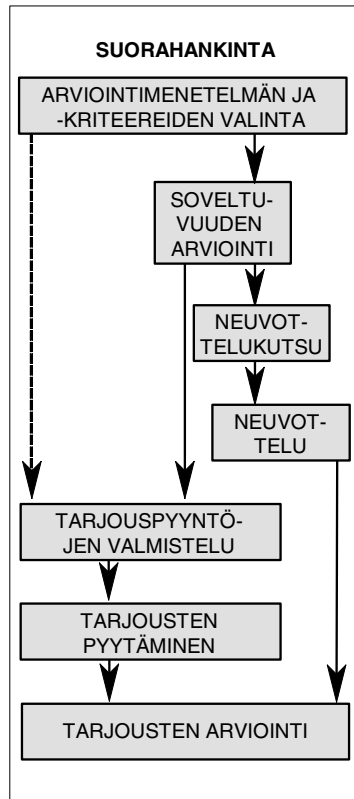 SUORAHANKINTA
ARVIOINTIMENETELMÄN JA
-KRITEEREIDEN VALINTA
SOVELTU-
VUUDEN
ARVIOINTI
NEUVOT-
TELUKUTSU
NEUVOT-
TELU
TARJOUSPYYNTÖ-
JEN VALMISTELU
TARJOUSTEN
PYYTÄMINEN
TARJOUSTEN ARVIOINTI